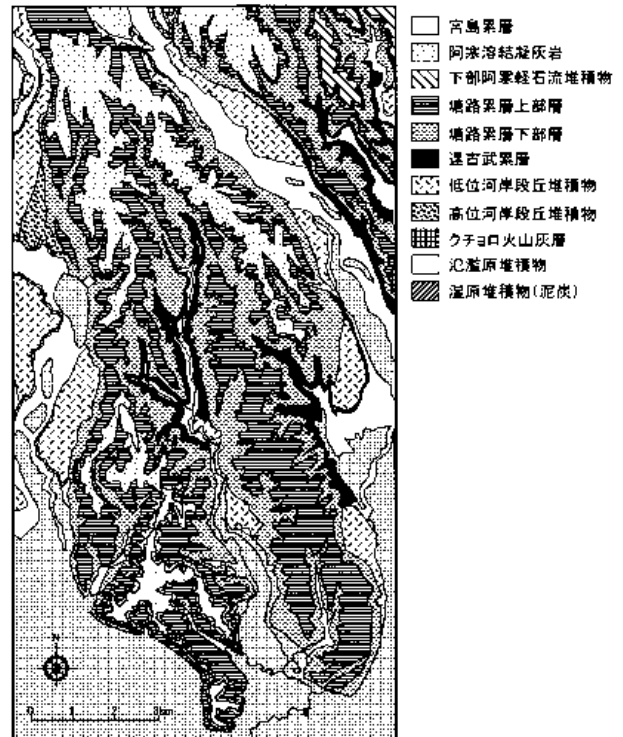 宮島累層
阿寒溶結凝灰岩
下部阿寒軽石流堆積物
塘路累層上部層
塘路累層下部層
達古武累層
低位河岸段丘堆積物
高位河岸段丘堆積物
クチョロ火山灰層
氾濫原堆積物
湿原堆積物(泥炭)
N
0 1 2 3km